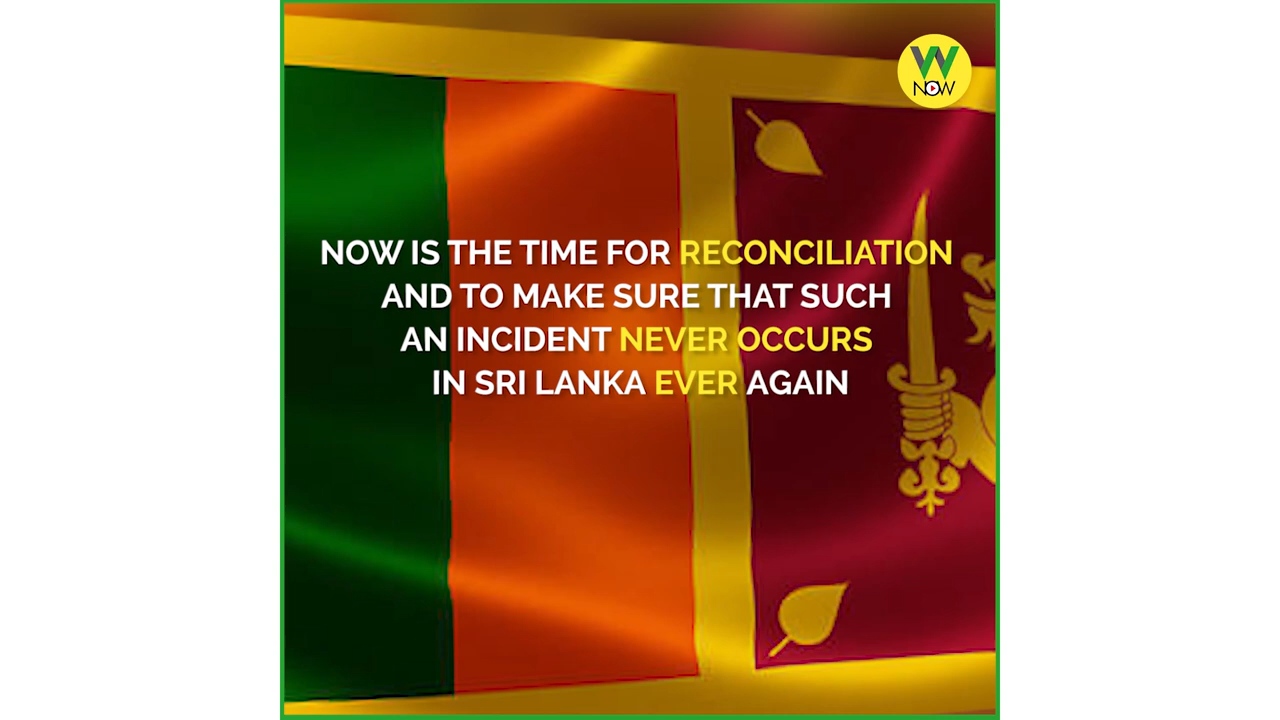 W
NOW
NOW IS THE TIME FOR RECONCILIATION
AND TO MAKE SURE THAT SUCH
AN INCIDENT NEVER OCCURS
IN SRI LANKA EVER AGAIN